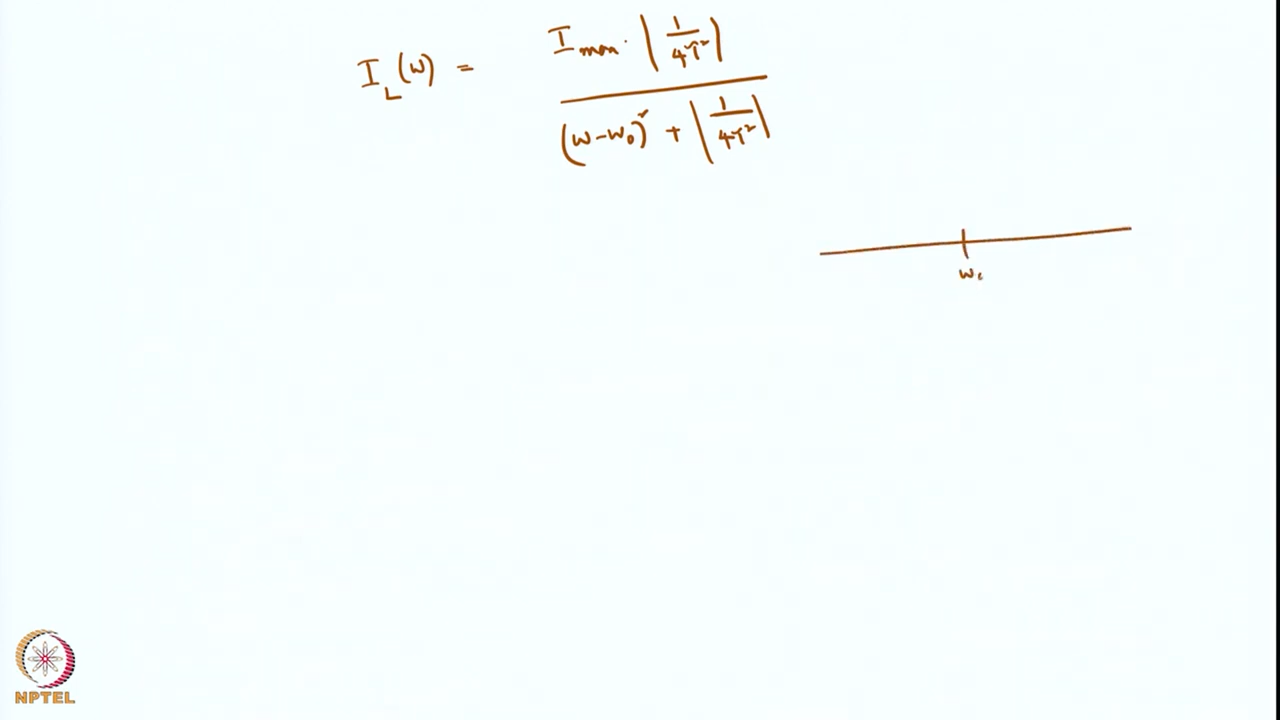 I_L(ω) = I_max · |1/4τ²| / (ω-ω₀)² + |1/4τ²|
ω₀
NPTEL